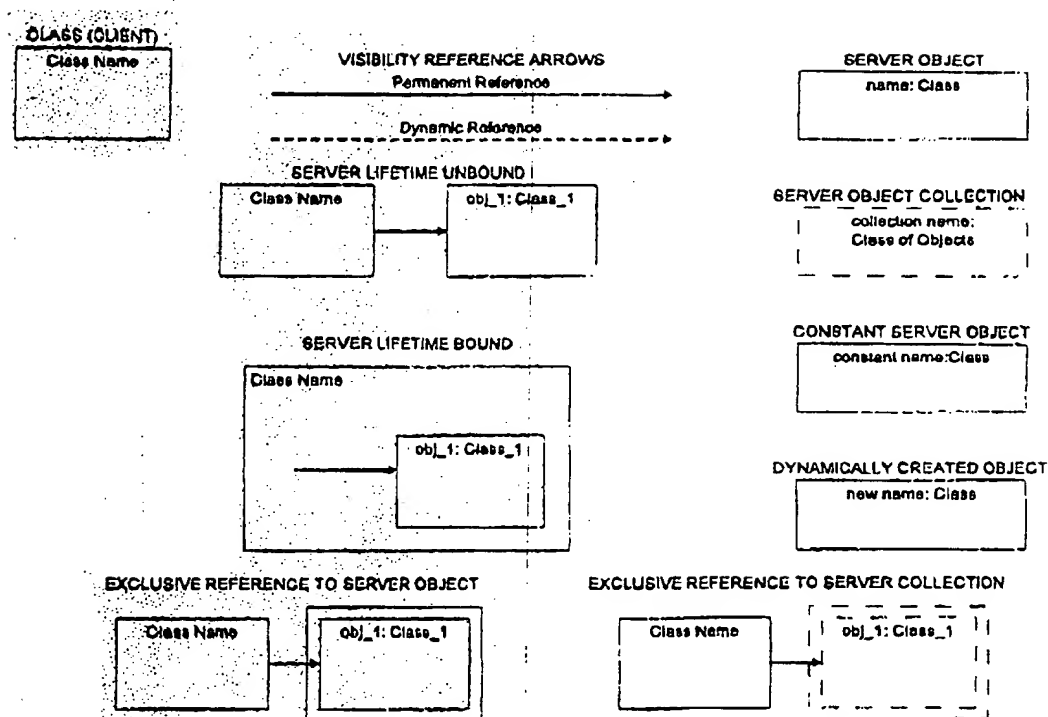 CLASS (CLIENT)
Class Name
VISIBILITY REFERENCE ARROWS
Permanent Reference
Dynamic Reference
SERVER OBJECT
name: Class
SERVER LIFETIME UNBOUND
Class Name
obj_1: Class_1
SERVER OBJECT COLLECTION
collection name:
Class of Objects
SERVER LIFETIME BOUND
Class Name
obj_1: Class_1
CONSTANT SERVER OBJECT
constant name:Class
DYNAMICALLY CREATED OBJECT
new name: Class
EXCLUSIVE REFERENCE TO SERVER OBJECT
Class Name
obj_1: Class_1
EXCLUSIVE REFERENCE TO SERVER COLLECTION
Class Name
obj_1: Class_1